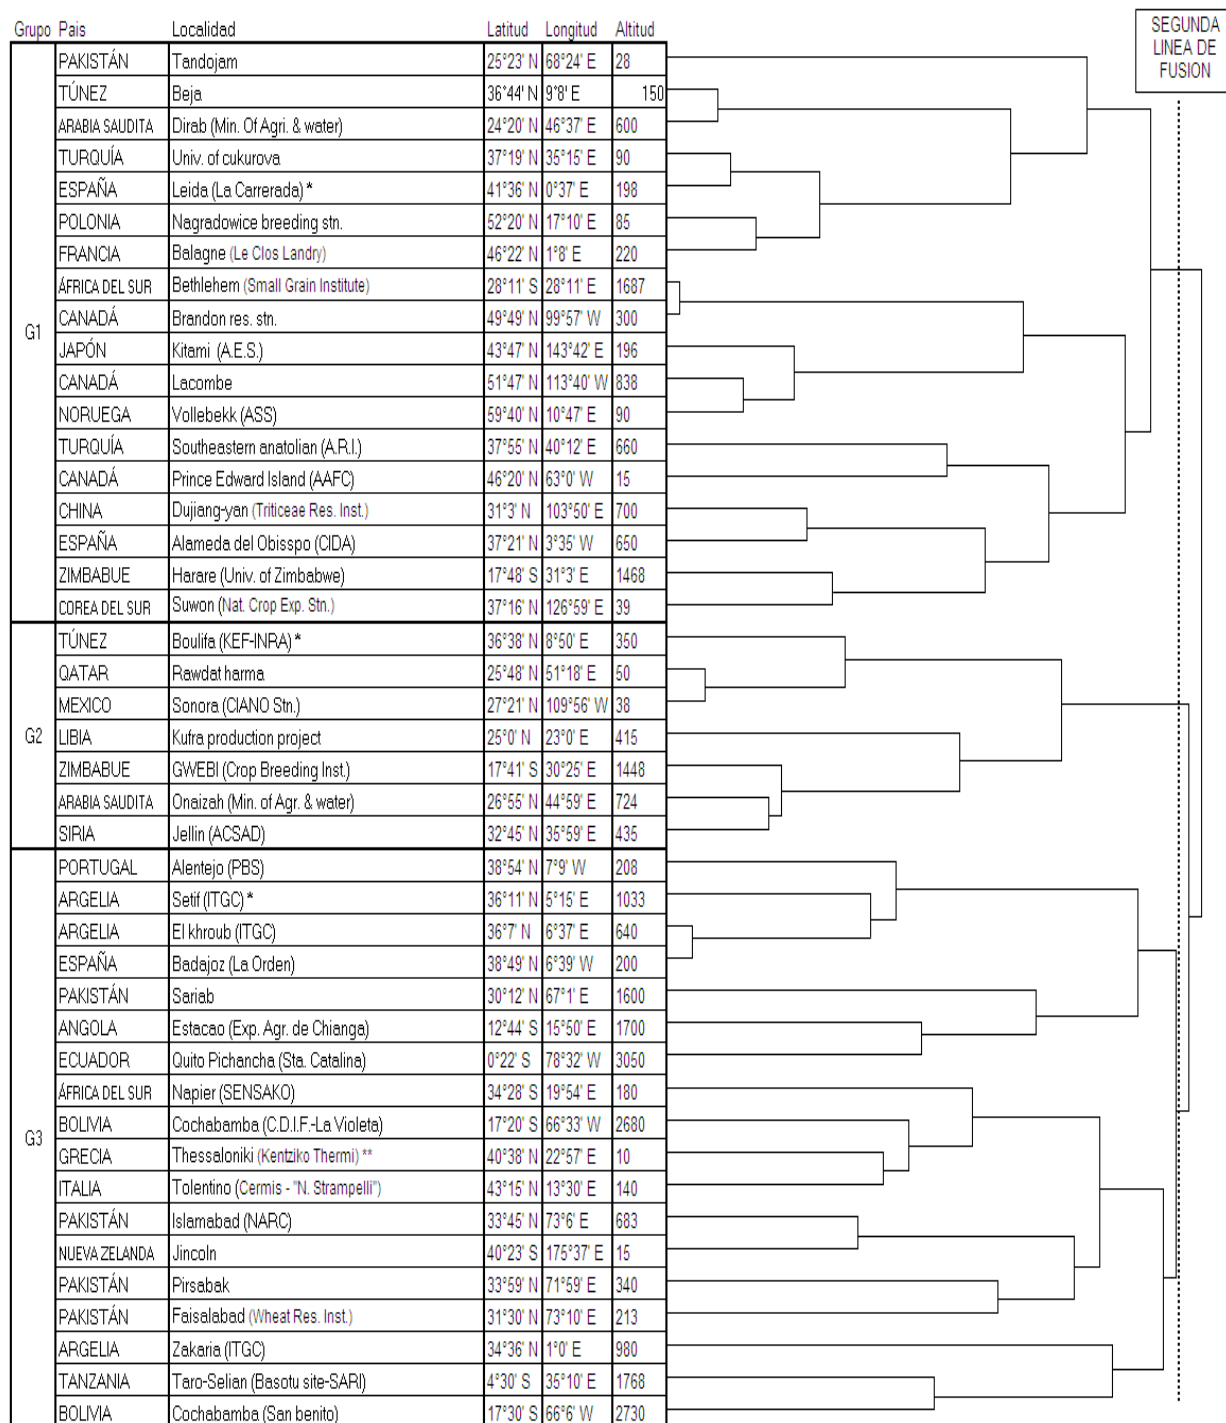 SEGUNDA
LINEA DE
FUSION
Grupo Pais Localidad Latitud Longitud Altitud
PAKISTÁN Tandojam 25°23' N 68°24' E 28
TÚNEZ Beja 36°44' N 9°8' E 150
ARABIA SAUDITA Dirab (Min. Of Agri. & water) 24°20' N 46°37' E 600
TURQUÍA Univ. of cukurova 37°19' N 35°15' E 90
ESPAÑA Leida (La Carrerada) * 41°36' N 0°37' E 198
POLONIA Nagradowice breeding stn. 52°20' N 17°10' E 85
FRANCIA Balagne (Le Clos Landry) 46°22' N 1°8' E 220
ÁFRICA DEL SUR Bethlehem (Small Grain Institute) 28°11' S 28°11' E 1687
CANADÁ Brandon res. stn. 49°49' N 99°57' W 300
G1
JAPÓN Kitami (A.E.S.) 43°47' N 143°42' E 196
CANADÁ Lacombe 51°47' N 113°40' W 838
NORUEGA Vollebekk (ASS) 59°40' N 10°47' E 90
TURQUÍA Southeastern anatolian (A.R.I.) 37°55' N 40°12' E 660
CANADÁ Prince Edward Island (AAFC) 46°20' N 63°0' W 15
CHINA Dujiang-yan (Triticeae Res. Inst.) 31°3' N 103°50' E 700
ESPAÑA Alameda del Obisspo (CIDA) 37°21' N 3°35' W 650
ZIMBABUE Harare (Univ. of Zimbabwe) 17°48' S 31°3' E 1468
COREA DEL SUR Suwon (Nat. Crop Exp. Stn.) 37°16' N 126°59' E 39
TÚNEZ Boulifa (KEF-INRA) * 36°38' N 8°50' E 350
QATAR Rawdat harma 25°48' N 51°18' E 50
MEXICO Sonora (CIANO Stn.) 27°21' N 109°56' W 38
G2 LIBIA Kufra production project 25°0' N 23°0' E 415
ZIMBABUE GWEBI (Crop Breeding Inst.) 17°41' S 30°25' E 1448
ARABIA SAUDITA Onaizah (Min. of Agr. & water) 26°55' N 44°59' E 724
SIRIA Jellin (ACSAD) 32°45' N 35°59' E 435
PORTUGAL Alentejo (PBS) 38°54' N 7°9' W 208
ARGELIA Setif (ITGC) * 36°11' N 5°15' E 1033
ARGELIA El khroub (ITGC) 36°7' N 6°37' E 640
ESPAÑA Badajoz (La Orden) 38°49' N 6°39' W 200
PAKISTÁN Sariab 30°12' N 67°1' E 1600
ANGOLA Estacao (Exp. Agr. de Chianga) 12°44' S 15°50' E 1700
ECUADOR Quito Pichancha (Sta. Catalina) 0°22' S 78°32' W 3050
ÁFRICA DEL SUR Napier (SENSAKO) 34°28' S 19°54' E 180
BOLIVIA Cochabamba (C.D.I.F.-La Violeta) 17°20' S 66°33' W 2680
G3
GRECIA Thessaloniki (Kentziko Thermi) ** 40°38' N 22°57' E 10
ITALIA Tolentino (Cermis - "N. Strampelli") 43°15' N 13°30' E 140
PAKISTÁN Islamabad (NARC) 33°45' N 73°6' E 683
NUEVA ZELANDA Jincoln 40°23' S 175°37' E 15
PAKISTÁN Pirsabak 33°59' N 71°59' E 340
PAKISTÁN Faisalabad (Wheat Res. Inst.) 31°30' N 73°10' E 213
ARGELIA Zakaria (ITGC) 34°36' N 1°0' E 980
TANZANIA Taro-Selian (Basotu site-SARI) 4°30' S 35°10' E 1768
BOLIVIA Cochabamba (San benito) 17°30' S 66°6' W 2730